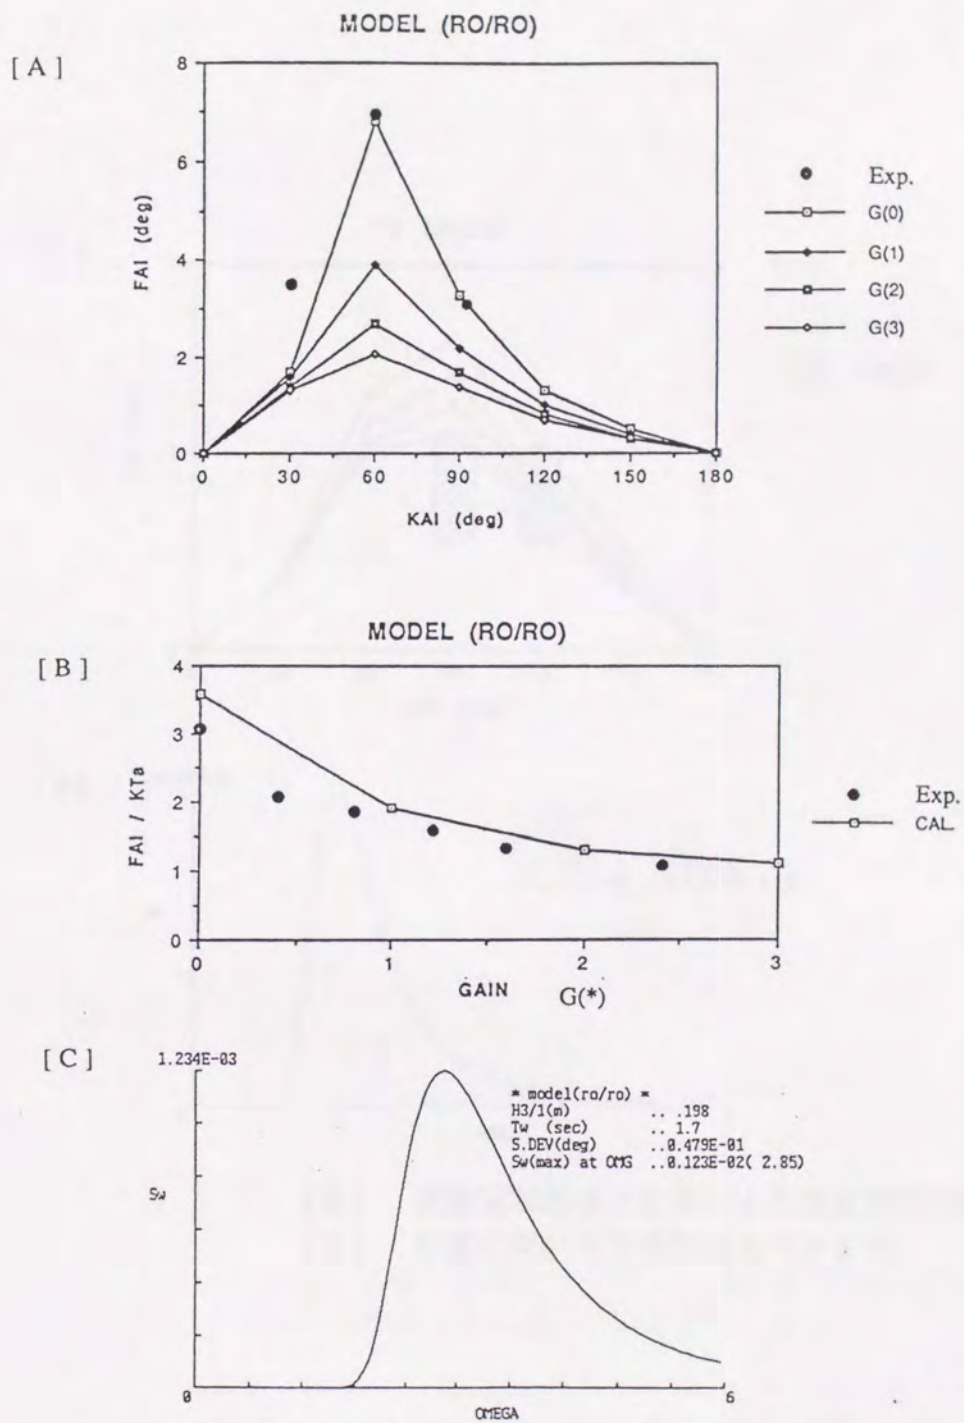 MODEL (RO/RO)
[ A ]
8
6
4
2
0
FAI (deg)
0 30 60 90 120 150 180
KAI (deg)
Exp.
G(0)
G(1)
G(2)
G(3)
MODEL (RO/RO)
[ B ]
4
3
2
1
0
FAI / KTa
0 1 2 3
GAIN G(*)
Exp.
CAL.
[ C ]
1.234E-03
* model(ro/ro) *
H3/1(m) .. .198
Tw (sec) .. 1.7
S.DEV(deg) ..0.479E-01
Sw(max) at OMG ..0.123E-02( 2.85)
Sw
0 6
OMEGA